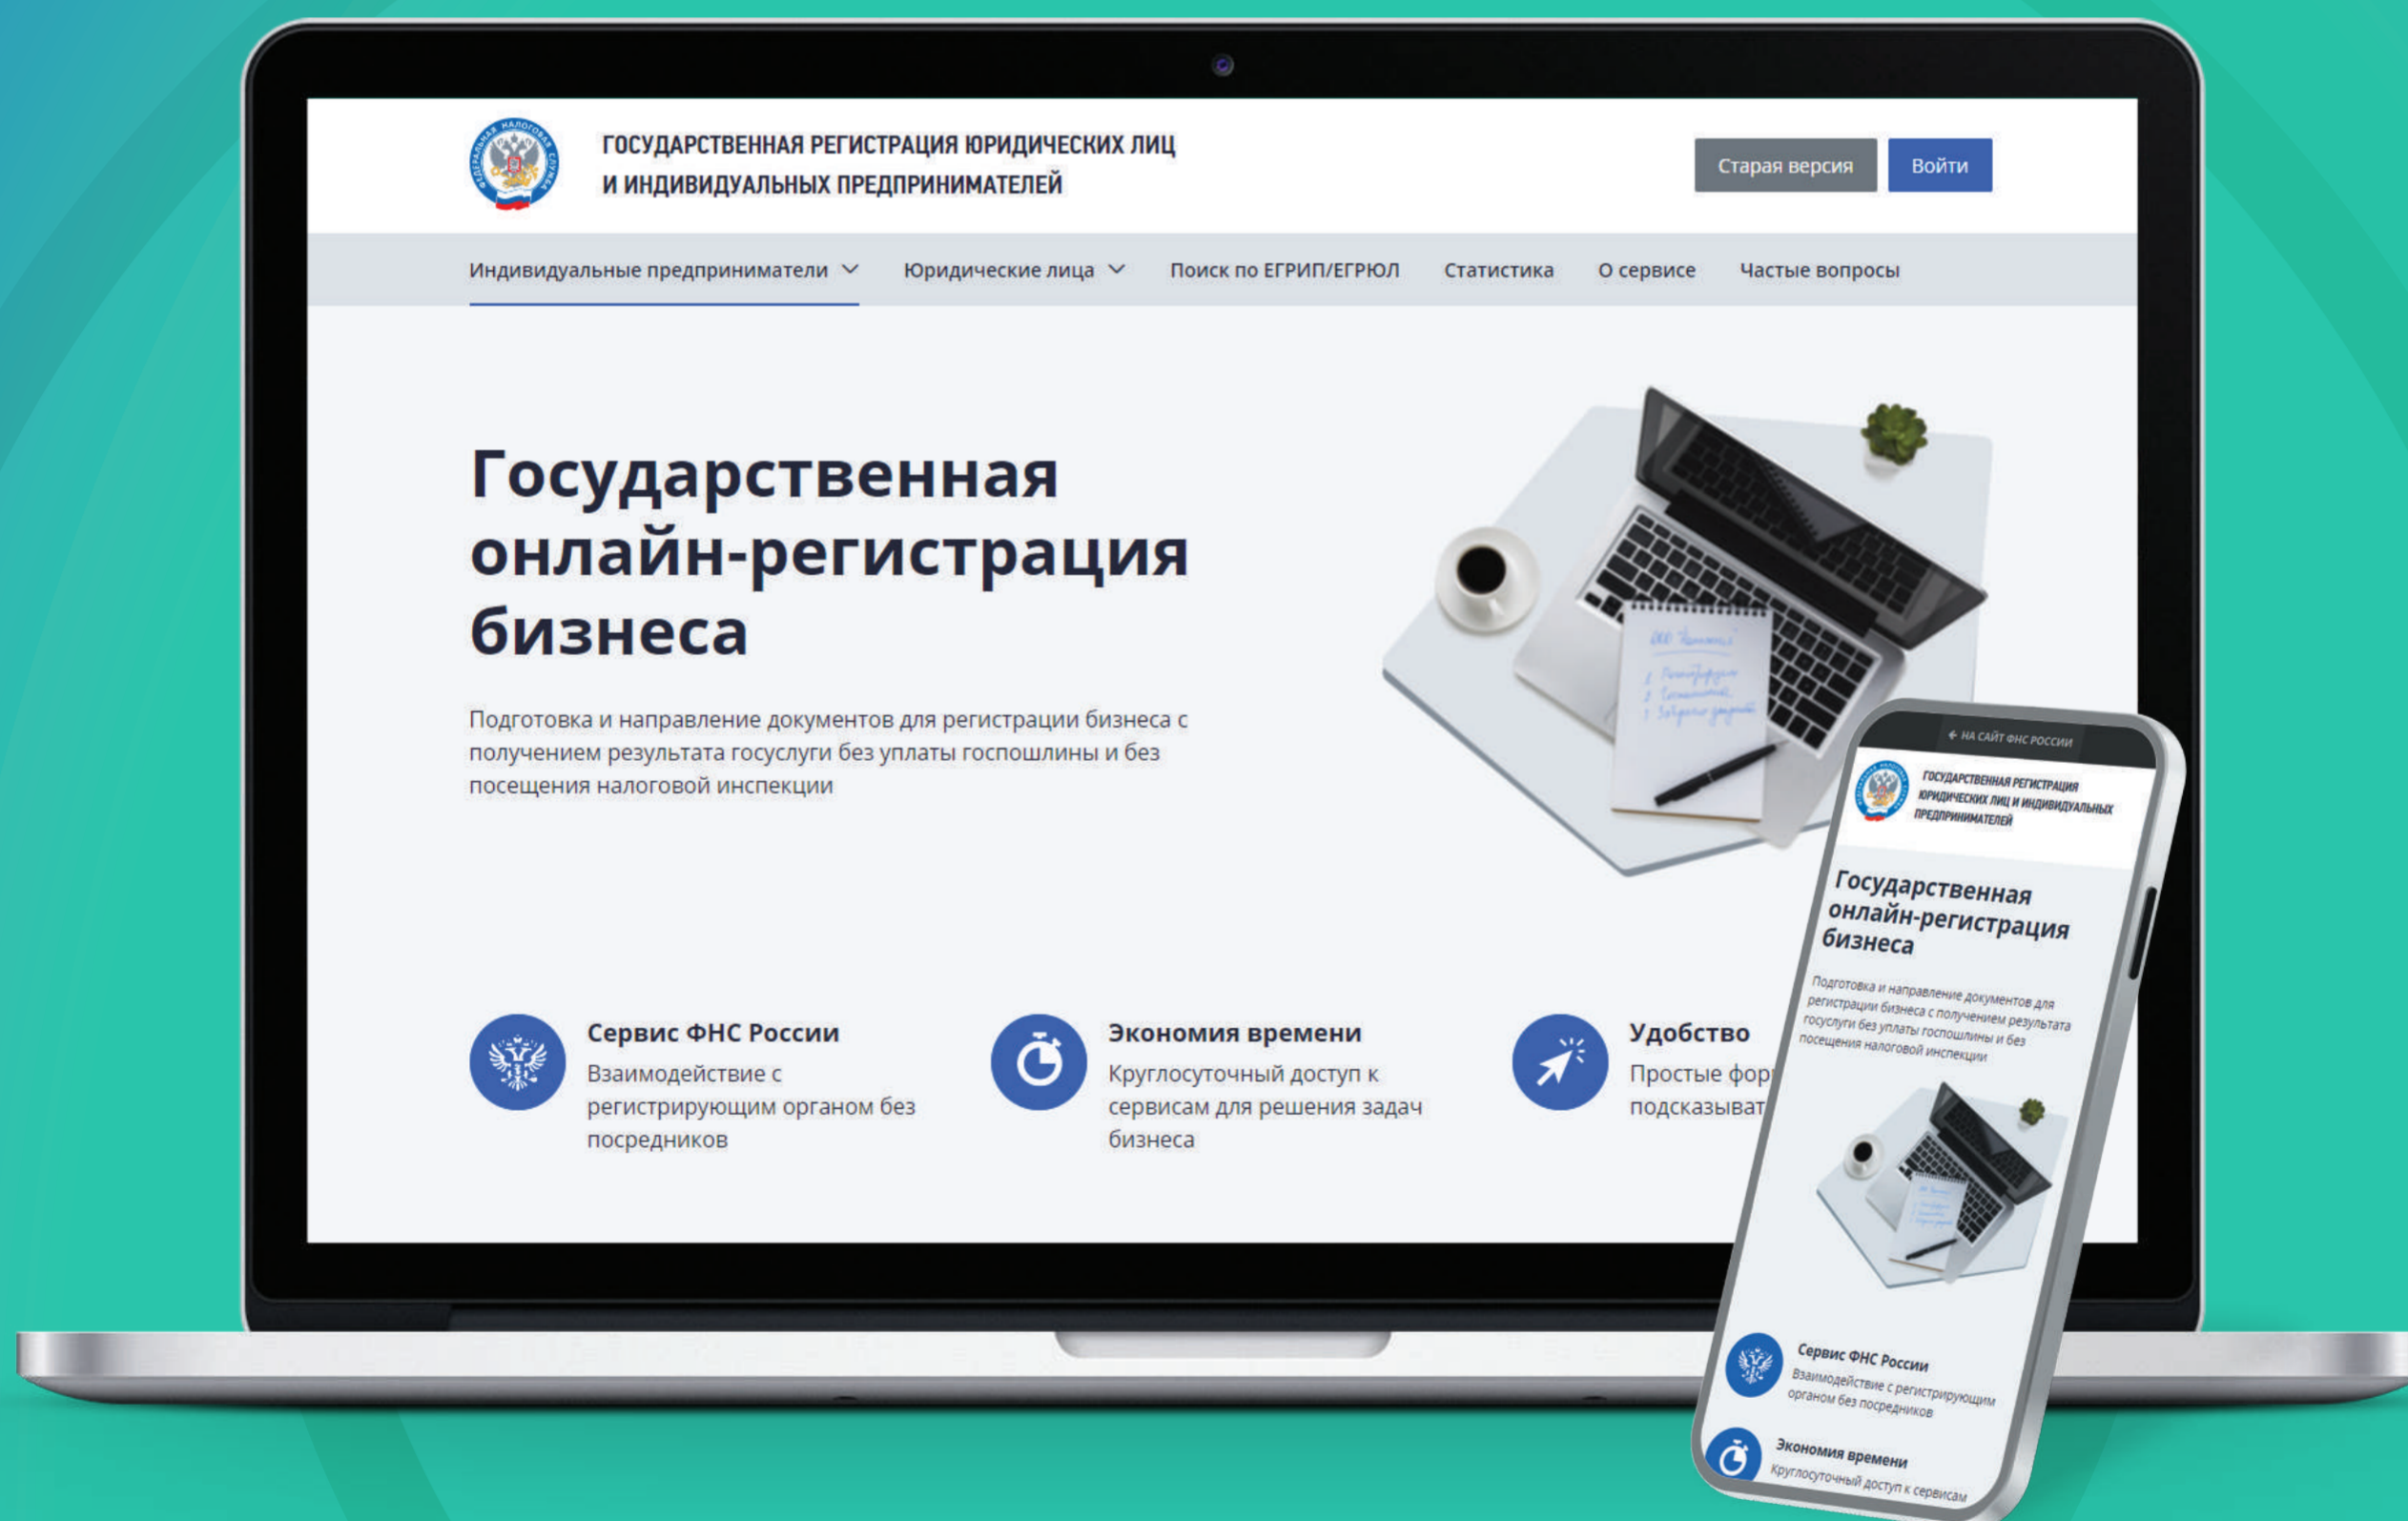 ФЕДЕРАЛЬНАЯ НАЛОГОВАЯ СЛУЖБА
ГОСУДАРСТВЕННАЯ РЕГИСТРАЦИЯ ЮРИДИЧЕСКИХ ЛИЦ
И ИНДИВИДУАЛЬНЫХ ПРЕДПРИНИМАТЕЛЕЙ
Старая версия
Войти
Индивидуальные предприниматели
Юридические лица
Поиск по ЕГРИП/ЕГРЮЛ
Статистика
О сервисе
Частые вопросы
Государственная
онлайн-регистрация
бизнеса
Подготовка и направление документов для регистрации бизнеса с
получением результата госуслуги без уплаты госпошлины и без
посещения налоговой инспекции
Сервис ФНС России
Взаимодействие с
регистрирующим органом без
посредников
Экономия времени
Круглосуточный доступ к
сервисам для решения задач
бизнеса
Удобство
Простые
НА САЙТ ФНС РОССИИ
ГОСУДАРСТВЕННАЯ РЕГИСТРАЦИЯ
ЮРИДИЧЕСКИХ ЛИЦ И ИНДИВИДУАЛЬНЫХ
ПРЕДПРИНИМАТЕЛЕЙ
Государственная
онлайн-регистрация
бизнеса
Подготовка и направление документов для
регистрации бизнеса с получением результата
госуслуги без уплаты госпошлины и без
посещения налоговой инспекции
Сервис ФНС России
Взаимодействие с регистрирующим
органом без посредников
Экономия времени
Круглосуточный доступ к сервисам